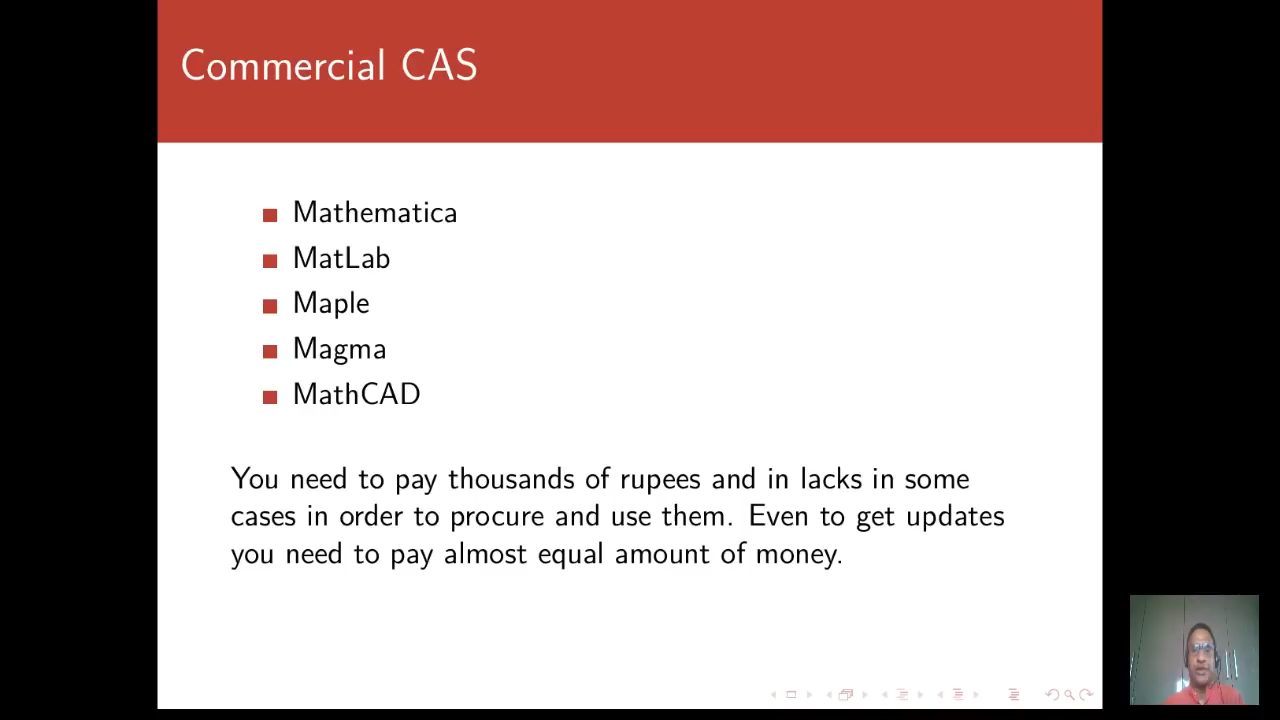 Commercial CAS
Mathematica
MatLab
Maple
Magma
MathCAD
You need to pay thousands of rupees and in lacks in some
cases in order to procure and use them. Even to get updates
you need to pay almost equal amount of money.